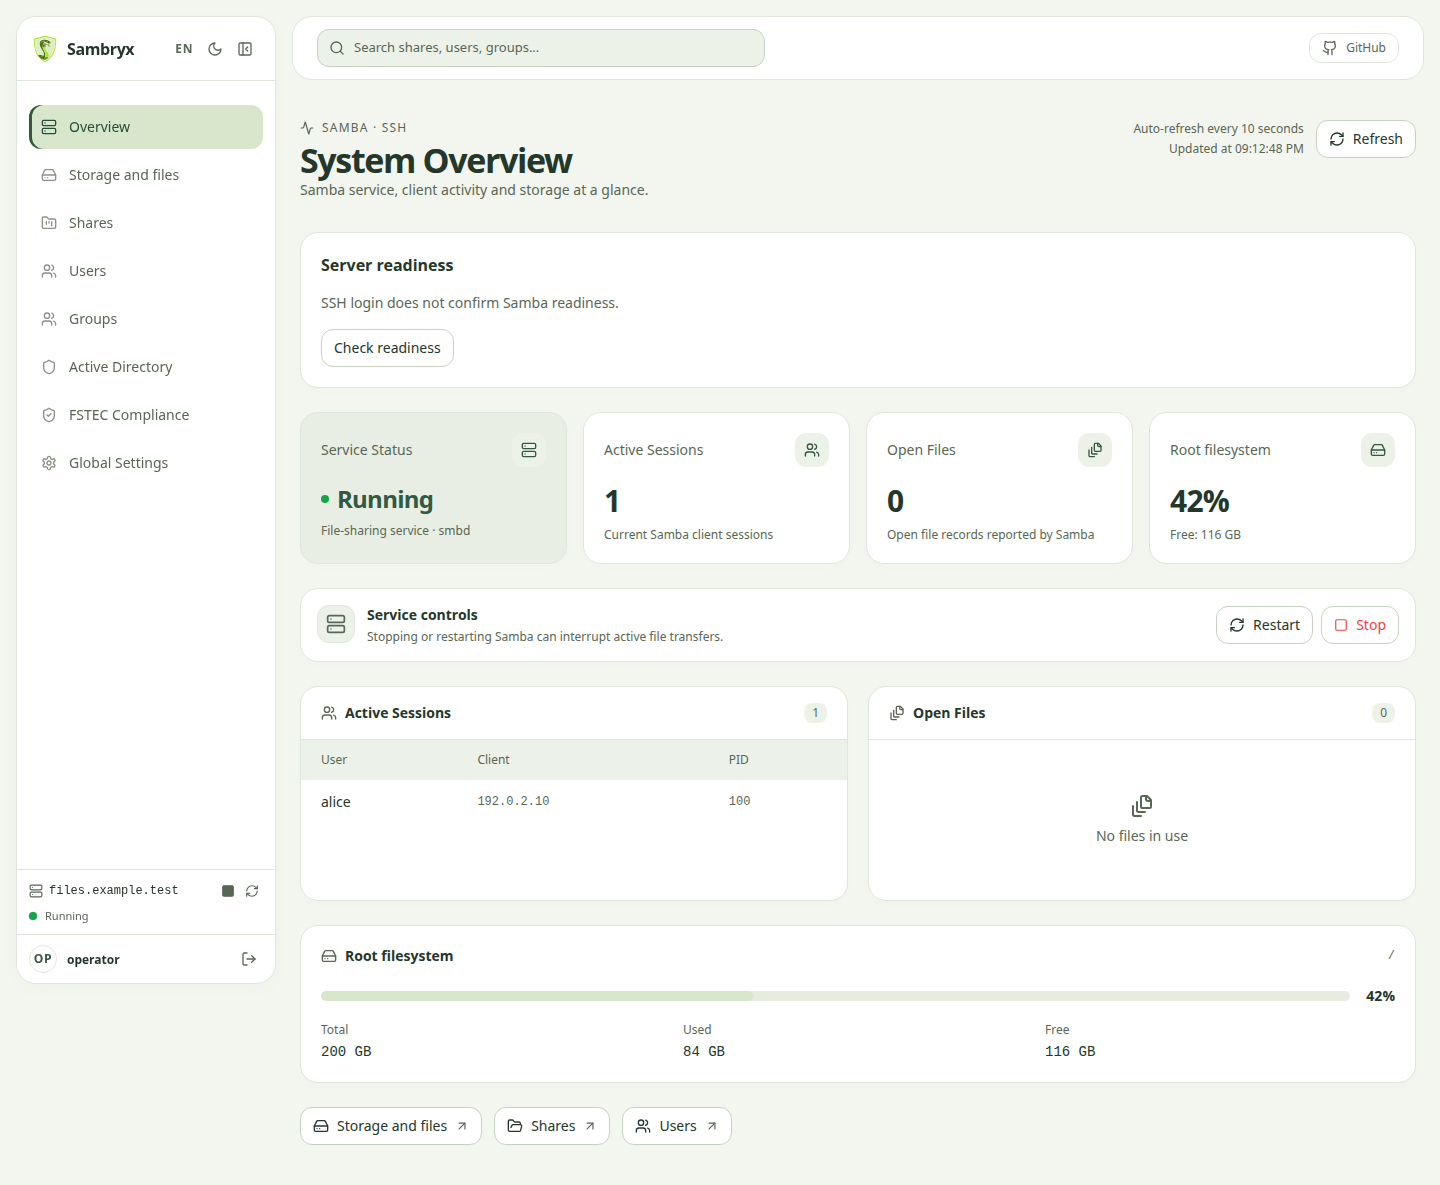 Sambryx
EN
Search shares, users, groups...
GitHub
Overview
Storage and files
Shares
Users
Groups
Active Directory
FSTEC Compliance
Global Settings
files.example.test
Running
OP
operator
SAMBA · SSH
System Overview
Samba service, client activity and storage at a glance.
Auto-refresh every 10 seconds
Updated at 09:12:48 PM
Refresh
Server readiness
SSH login does not confirm Samba readiness.
Check readiness
Service Status
Running
File-sharing service · smbd
Active Sessions
1
Current Samba client sessions
Open Files
0
Open file records reported by Samba
Root filesystem
42%
Free: 116 GB
Service controls
Stopping or restarting Samba can interrupt active file transfers.
Restart
Stop
Active Sessions
1
User Client PID
alice 192.0.2.10 100
Open Files
0
No files in use
Root filesystem
/
42%
Total Used Free
200 GB 84 GB 116 GB
Storage and files
Shares
Users